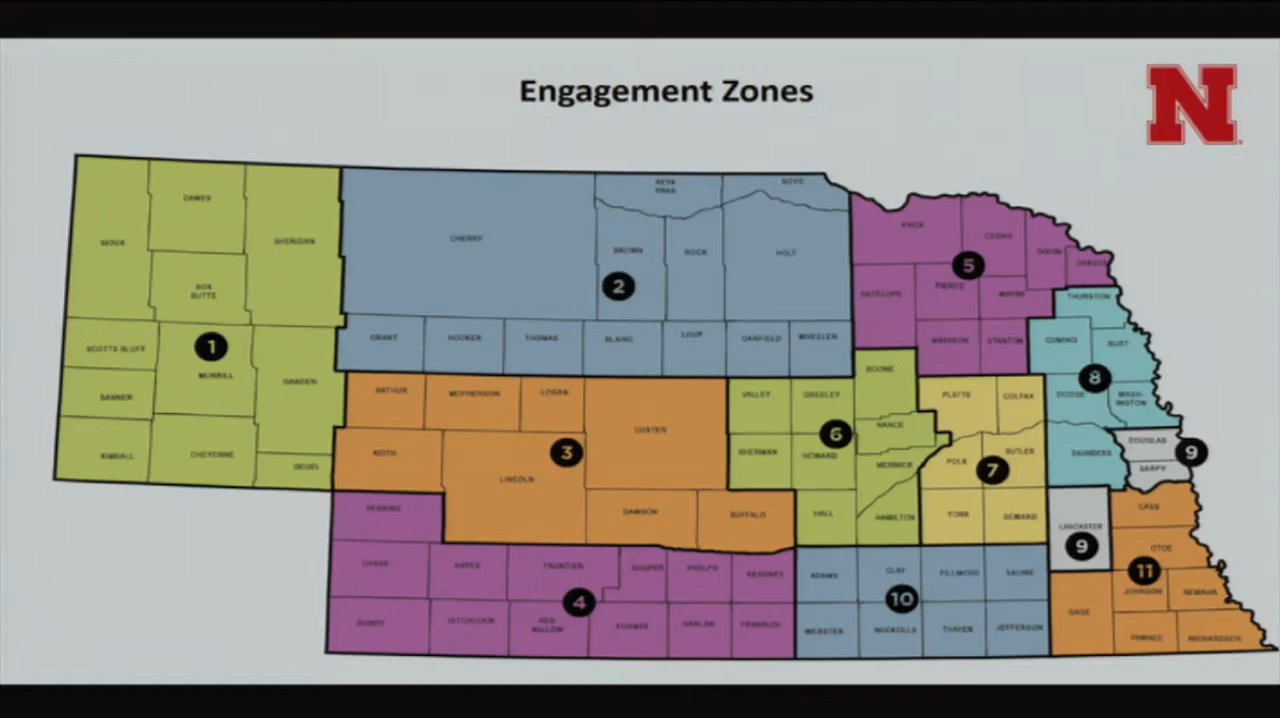 Engagement Zones
N
DAWES
SIOUX
SHERIDAN
BOX
BUTTE
1
SCOTTS BLUFF
MORRILL
GARDEN
BANNER
KIMBALL
CHEYENNE
DEUEL
CHERRY
KEYA
PAHA
BOYD
BROWN
ROCK
HOLT
2
GRANT
HOOKER
THOMAS
BLAINE
LOUP
GARFIELD
WHEELER
ARTHUR
MCPHERSON
LOGAN
CUSTER
3
KEITH
LINCOLN
DAWSON
BUFFALO
PERKINS
CHASE
HAYES
FRONTIER
GOSPER
PHELPS
KEARNEY
4
DUNDY
HITCHCOCK
RED
WILLOW
FURNAS
HARLAN
FRANKLIN
KNOX
CEDAR
DIXON
DAKOTA
5
ANTELOPE
PIERCE
WAYNE
MADISON
STANTON
BOONE
VALLEY
GREELEY
NANCE
6
SHERMAN
HOWARD
MERRICK
HALL
HAMILTON
PLATTE
COLFAX
POLK
BUTLER
7
YORK
SEWARD
THURSTON
CUMING
BURT
8
DODGE
WASH-
INGTON
SAUNDERS
DOUGLAS
9
SARPY
LANCASTER
9
ADAMS
CLAY
FILLMORE
SALINE
10
WEBSTER
NUCKOLLS
THAYER
JEFFERSON
CASS
OTOE
11
GAGE
JOHNSON
NEMAHA
PAWNEE
RICHARDSON